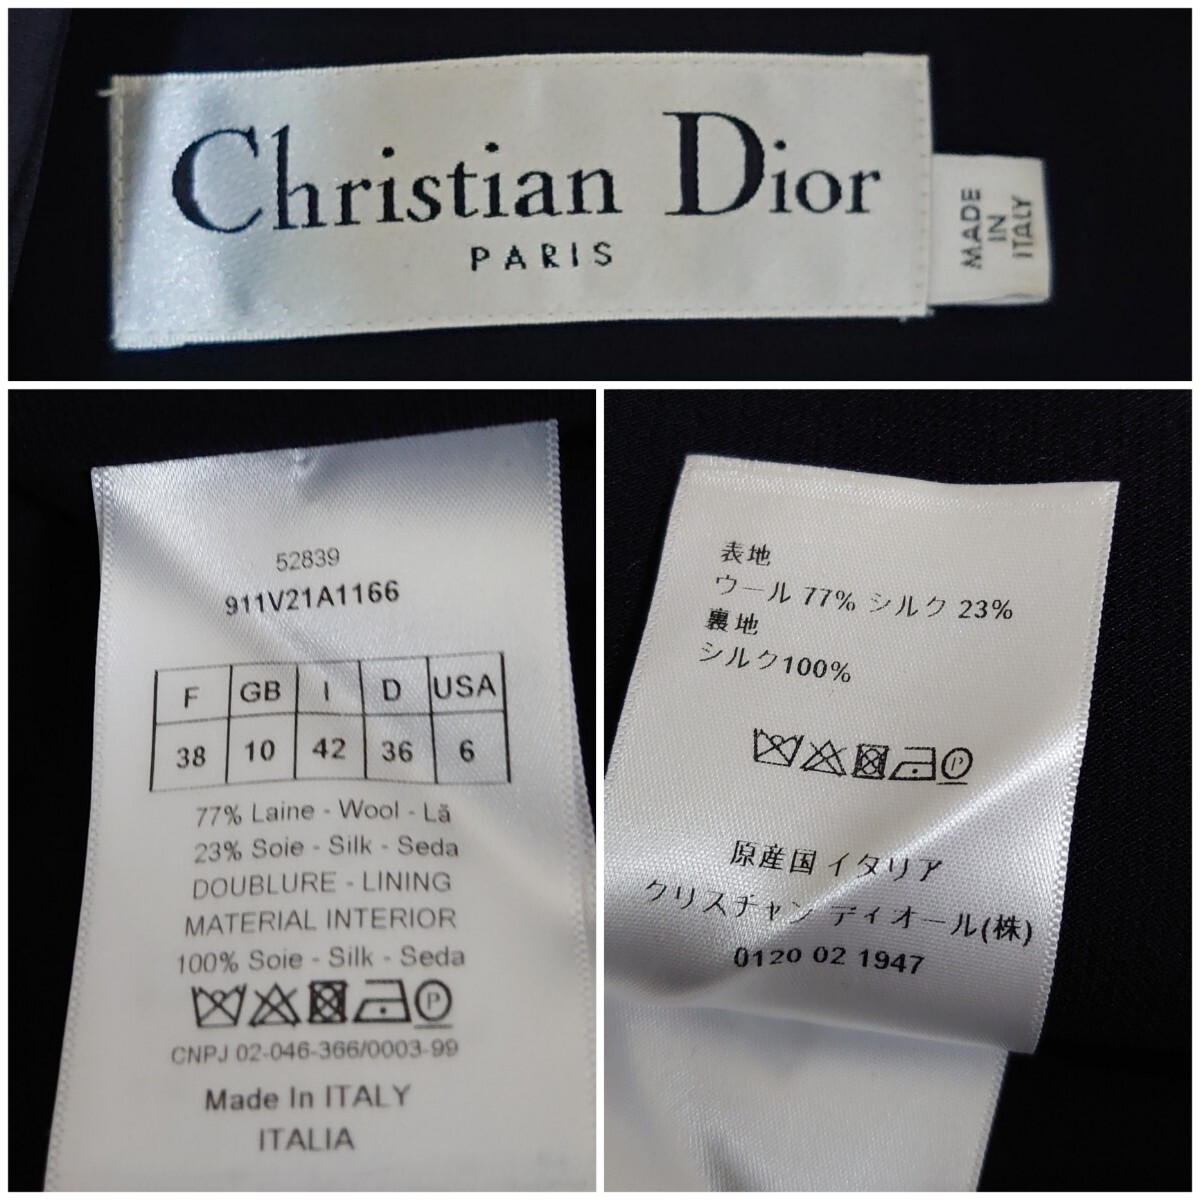 Christian Dior
PARIS
MADE
IN
ITALY
52839
911V21A1166
F GB I D USA
38 10 42 36 6
77% Laine - Wool - Lã
23% Soie - Silk - Seda
DOUBLURE - LINING
MATERIAL INTERIOR
100% Soie - Silk - Seda
P
CNPJ 02-046-366/0003-99
Made In ITALY
ITALIA
表地
ウール 77% シルク 23%
裏地
シルク100%
P
原産国 イタリア
クリスチャン ディオール(株)
0120 02 1947